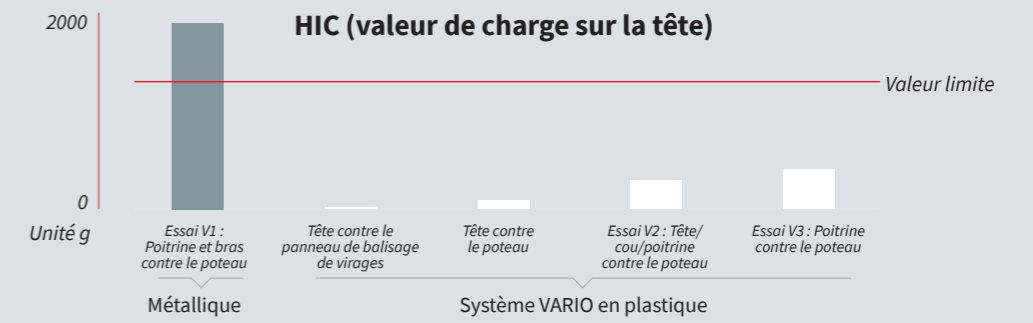 HIC (valeur de charge sur la tête)
2000
Valeur limite
0
Unité g
Essai V1 :
Poitrine et bras
contre le poteau
Tête contre le
panneau de balisage
de virages
Tête contre
le poteau
Essai V2 : Tête/
cou/poitrine
contre le poteau
Essai V3 : Poitrine
contre le poteau
Métallique
Système VARIO en plastique